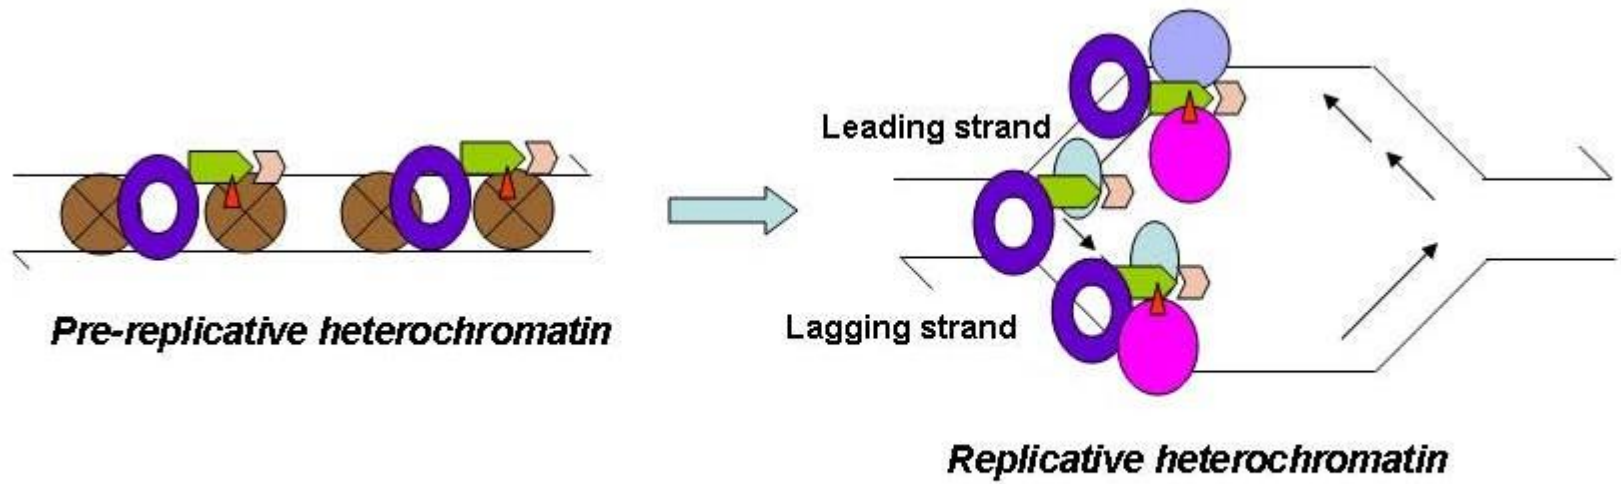 Leading strand
Lagging strand
Pre-replicative heterochromatin
Replicative heterochromatin